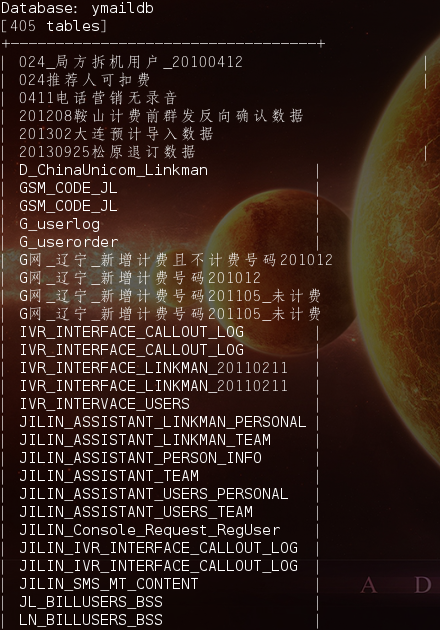 Database: ymaildb
[405 tables]
+----------------------------------+
| 024_局方拆机用户_20100412 |
| 024推荐人可扣费 |
| 0411电话营销无录音
| 201208鞍山计费前群发反向确认数据
| 201302大连预计导入数据
| 20130925松原退订数据 |
| D_ChinaUnicom_Linkman |
| GSM_CODE_JL |
| GSM_CODE_JL |
| G_userlog |
| G_userorder |
| G网_辽宁_新增计费且不计费号码201012
| G网_辽宁_新增计费号码201012 |
| G网_辽宁_新增计费号码201105_未计费
| G网_辽宁_新增计费号码201105_未计费
| IVR_INTERFACE_CALLOUT_LOG |
| IVR_INTERFACE_CALLOUT_LOG |
| IVR_INTERFACE_LINKMAN_20110211 |
| IVR_INTERFACE_LINKMAN_20110211 |
| IVR_INTERVACE_USERS |
| JILIN_ASSISTANT_LINKMAN_PERSONAL |
| JILIN_ASSISTANT_LINKMAN_TEAM |
| JILIN_ASSISTANT_PERSON_INFO |
| JILIN_ASSISTANT_TEAM |
| JILIN_ASSISTANT_USERS_PERSONAL |
| JILIN_ASSISTANT_USERS_TEAM |
| JILIN_Console_Request_RegUser |
| JILIN_IVR_INTERFACE_CALLOUT_LOG |
| JILIN_IVR_INTERFACE_CALLOUT_LOG |
| JILIN_SMS_MT_CONTENT |
| JL_BILLUSERS_BSS |
| LN_BILLUSERS_BSS |
A D